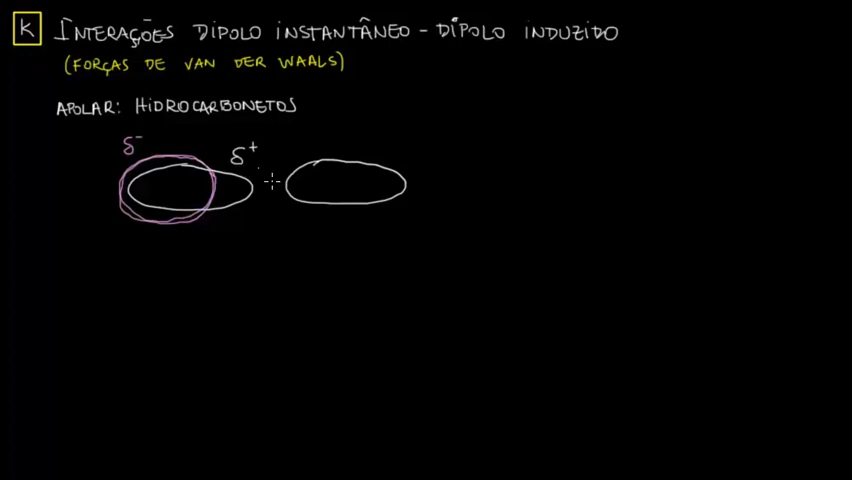 K INTERAÇÕES DIPOLO INSTANTÂNEO - DIPOLO INDUZIDO
(FORÇAS DE VAN DER WAALS)
APOLAR: HIDROCARBONETOS
δ- δ+